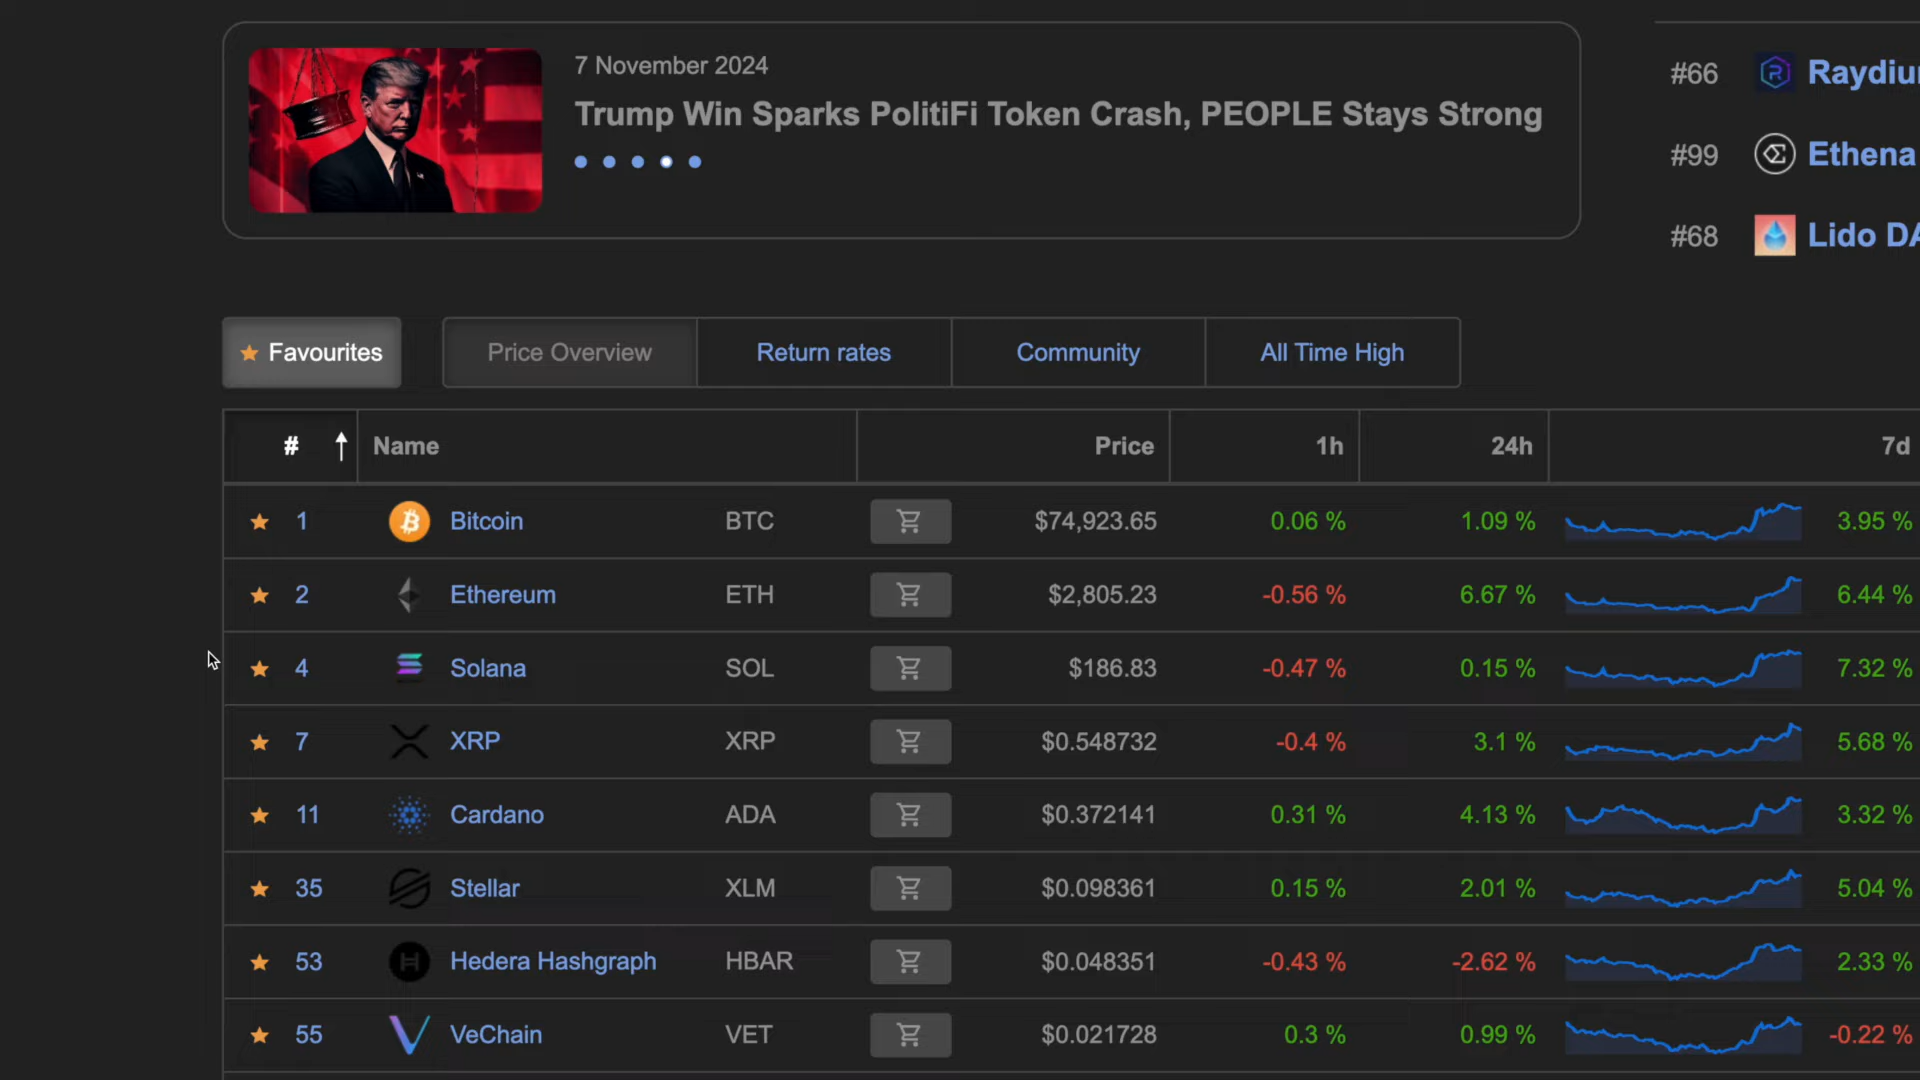 7 November 2024
Trump Win Sparks PolitiFi Token Crash, PEOPLE Stays Strong
#66
#99 Ethena
#68 Lido
Favourites Price Overview Return rates Community All Time High
# Name Price 1h 24h 7d
1 Bitcoin BTC $74,923.65 0.06 % 1.09 % 3.95 %
2 Ethereum ETH $2,805.23 -0.56 % 6.67 % 6.44 %
4 Solana SOL $186.83 -0.47 % 0.15 % 7.32 %
7 XRP XRP $0.548732 -0.4 % 3.1 % 5.68 %
11 Cardano ADA $0.372141 0.31 % 4.13 % 3.32 %
35 Stellar XLM $0.098361 0.15 % 2.01 % 5.04 %
53 Hedera Hashgraph HBAR $0.048351 -0.43 % -2.62 % 2.33 %
55 VeChain VET $0.021728 0.3 % 0.99 % -0.22 %